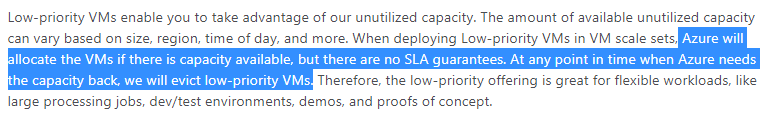 Low-priority VMs enable you to take advantage of our unutilized capacity. The amount of available unutilized capacity
can vary based on size, region, time of day, and more. When deploying Low-priority VMs in VM scale sets, Azure will
allocate the VMs if there is capacity available, but there are no SLA guarantees. At any point in time when Azure needs
the capacity back, we will evict low-priority VMs. Therefore, the low-priority offering is great for flexible workloads, like
large processing jobs, dev/test environments, demos, and proofs of concept.